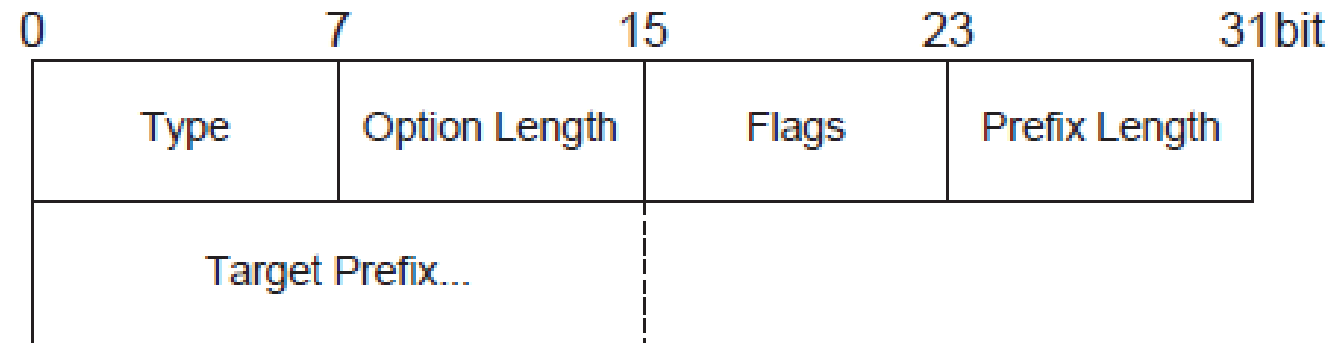 0 7 15 23 31bit
Type Option Length Flags Prefix Length
Target Prefix...